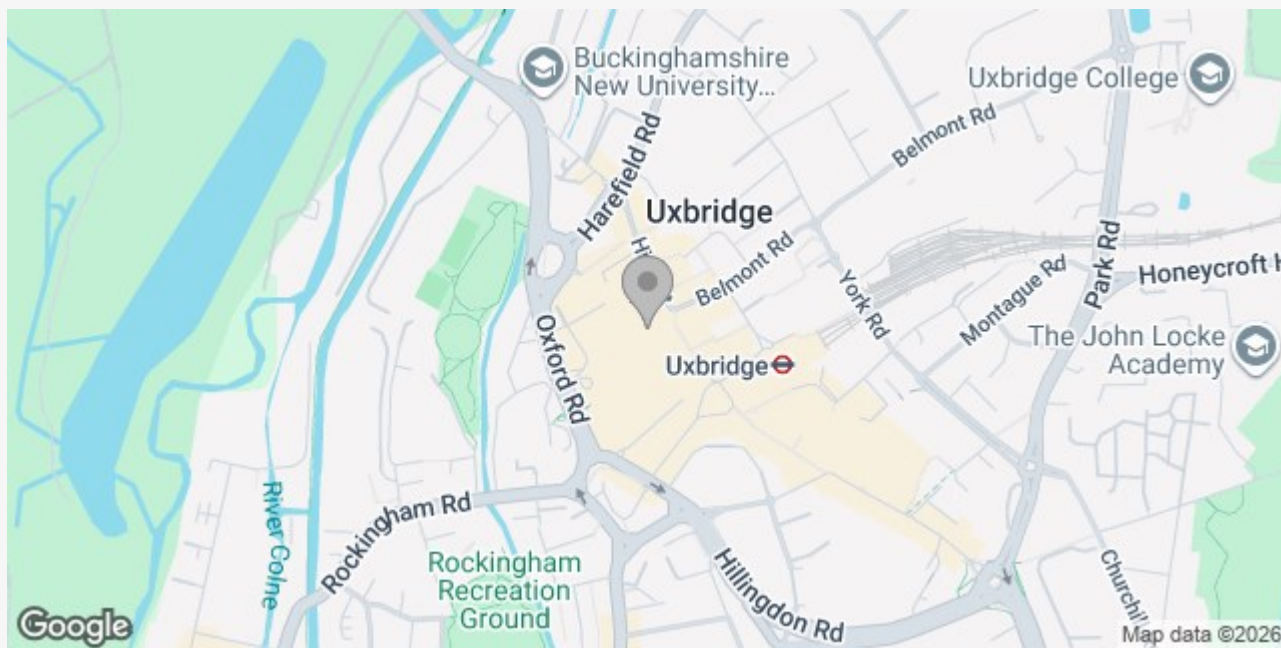 Buckinghamshire
New University...
Uxbridge College
Belmont Rd
Harefield Rd
Uxbridge
Hi
Belmont Rd
York Rd
Montague Rd
Park Rd
Honeycroft H
Oxford Rd
Uxbridge
The John Locke
Academy
River Colne
Rockingham Rd
Rockingham
Recreation
Ground
Hillingdon Rd
Churchil
Google
Map data ©2026